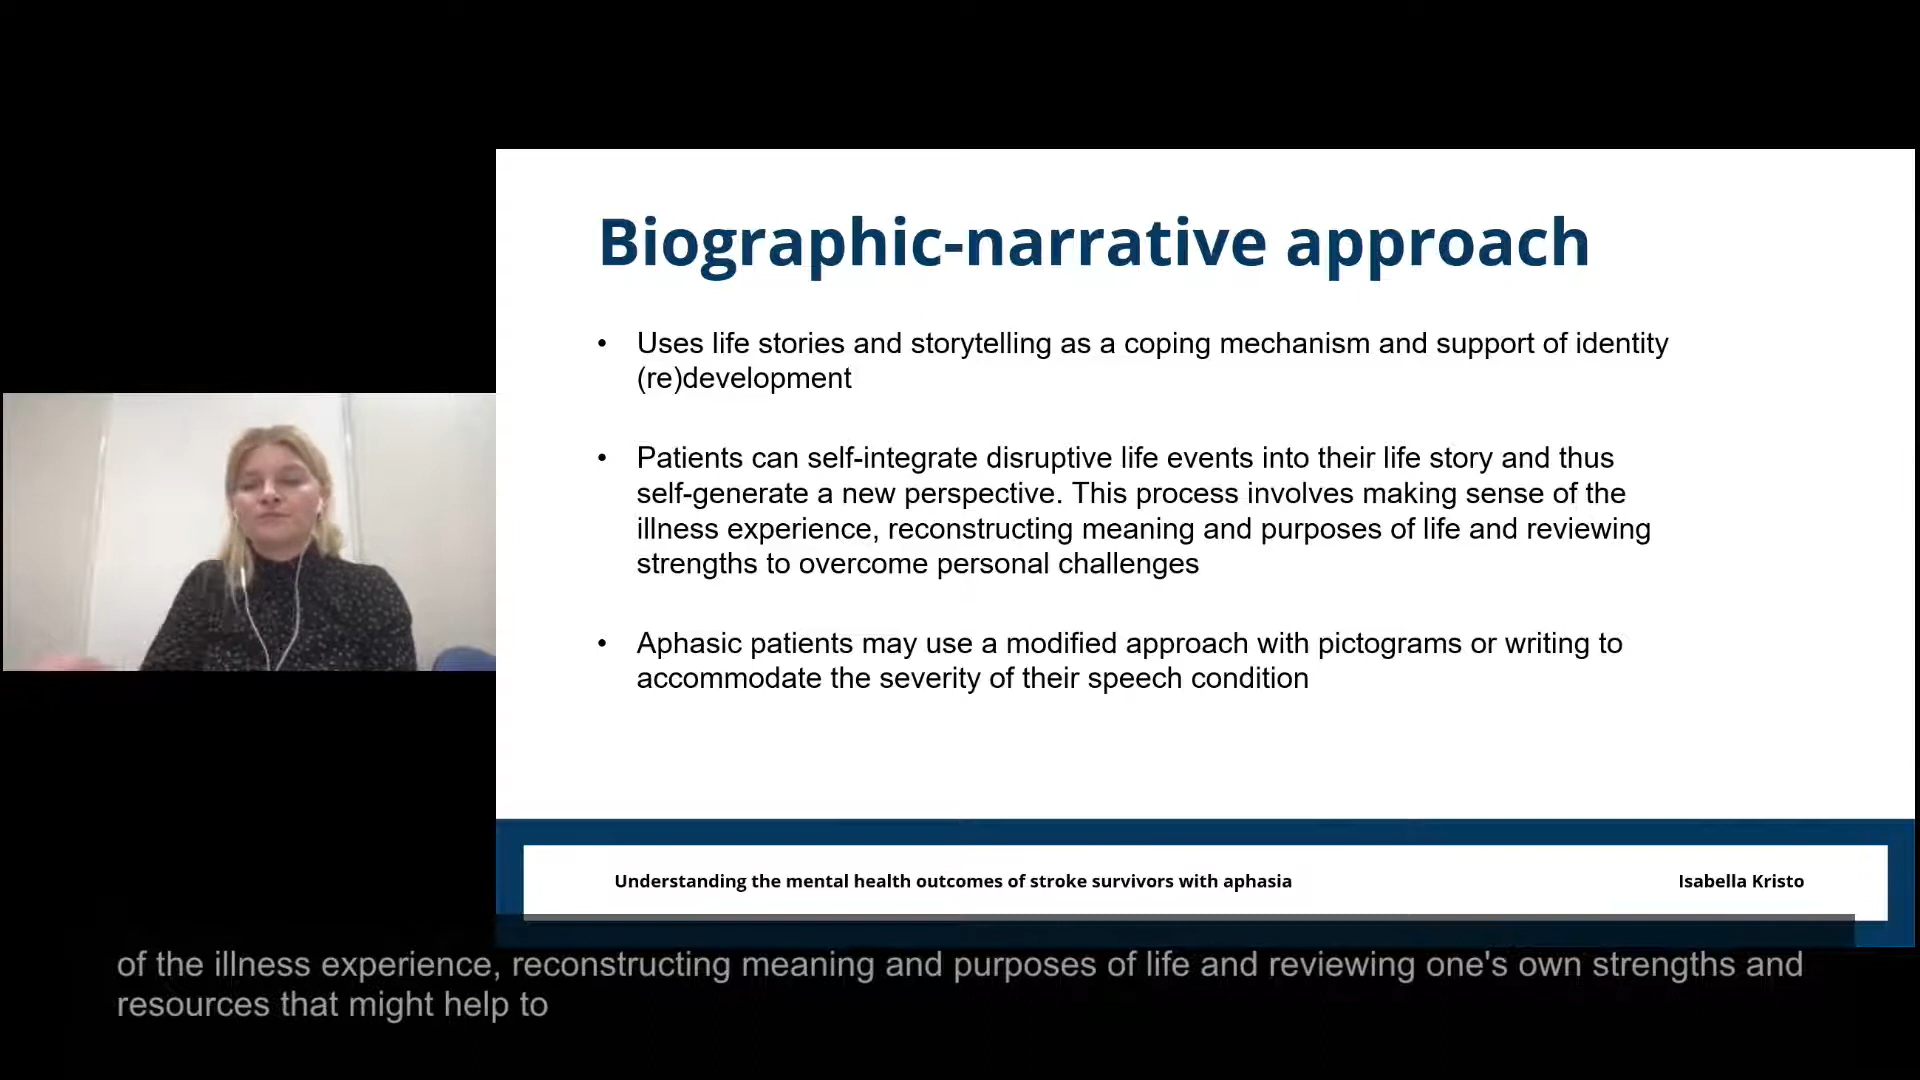 Biographic-narrative approach
• Uses life stories and storytelling as a coping mechanism and support of identity
(re)development
• Patients can self-integrate disruptive life events into their life story and thus
self-generate a new perspective. This process involves making sense of the
illness experience, reconstructing meaning and purposes of life and reviewing
strengths to overcome personal challenges
• Aphasic patients may use a modified approach with pictograms or writing to
accommodate the severity of their speech condition
Understanding the mental health outcomes of stroke survivors with aphasia
Isabella Kristo
of the illness experience, reconstructing meaning and purposes of life and reviewing one's own strengths and
resources that might help to